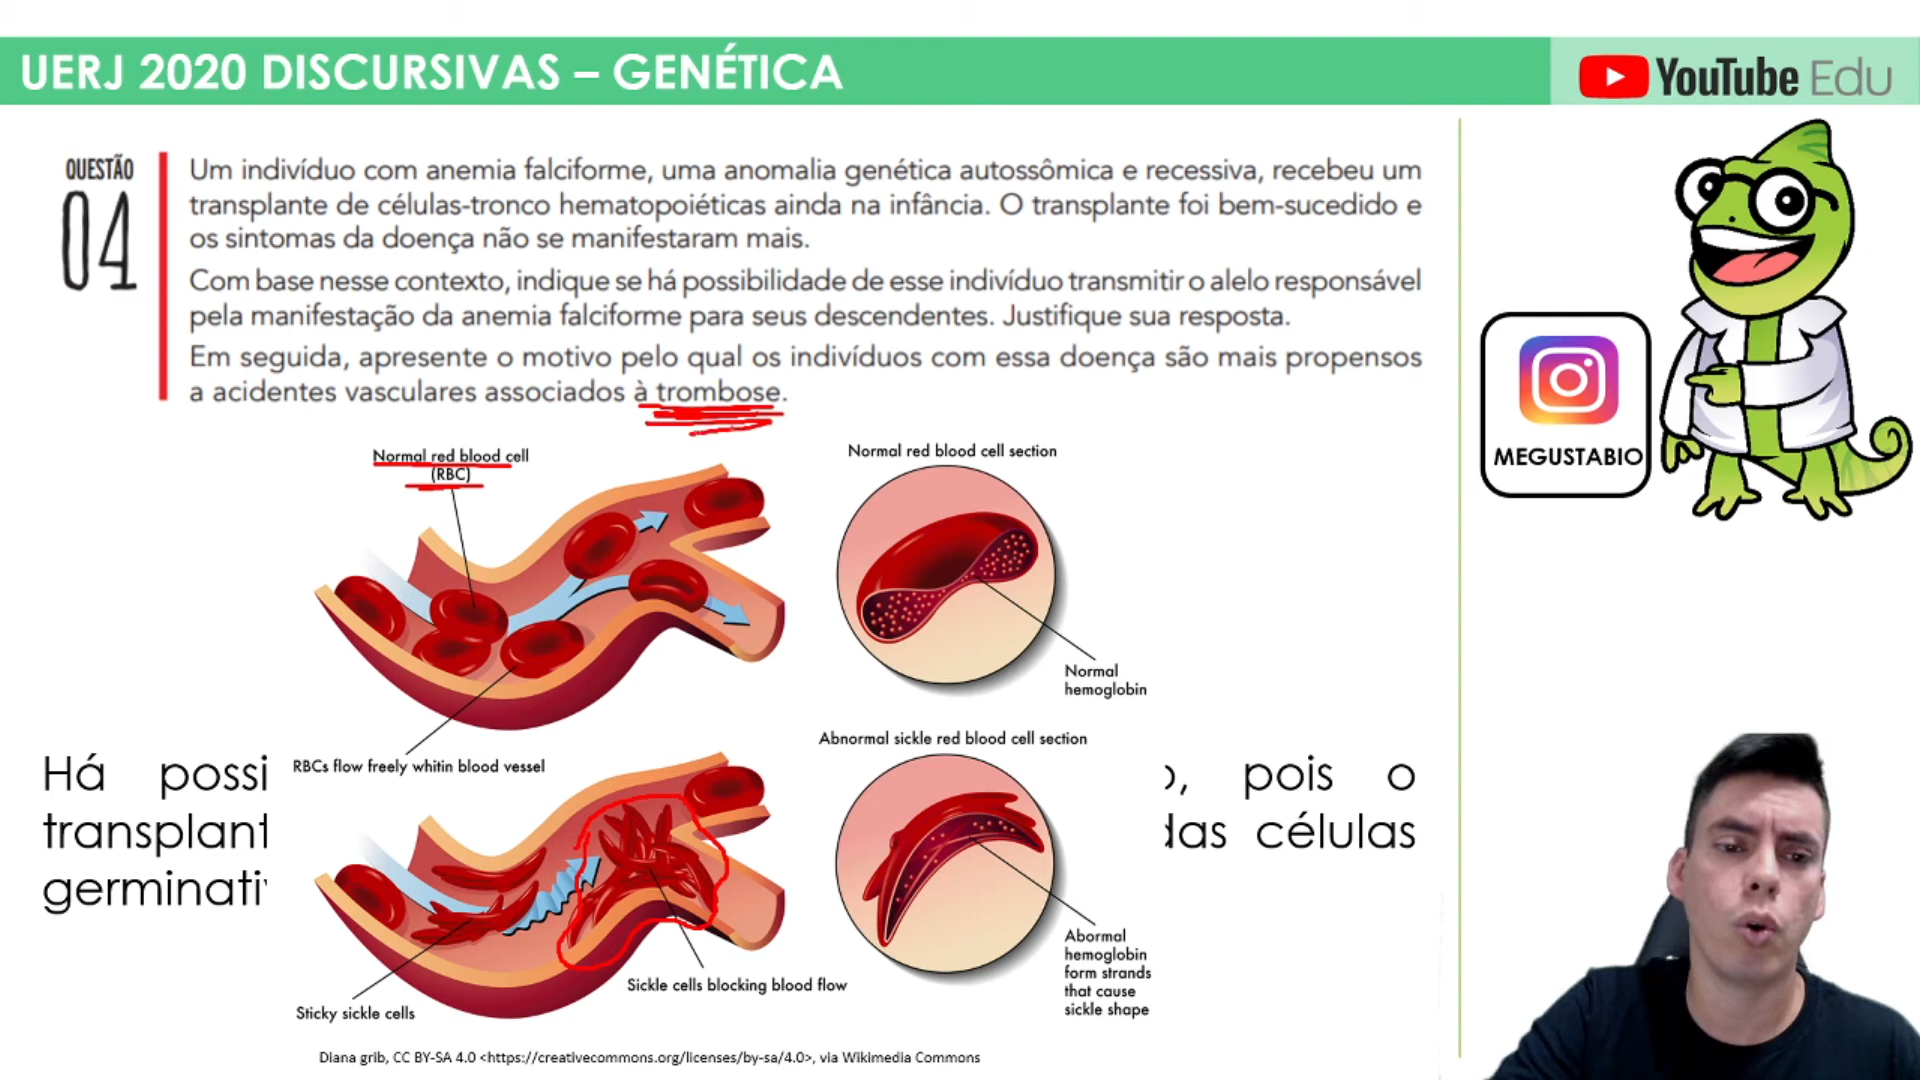 UERJ 2020 DISCURSIVAS – GENÉTICA
YouTube Edu
QUESTÃO
04
Um indivíduo com anemia falciforme, uma anomalia genética autossômica e recessiva, recebeu um
transplante de células-tronco hematopoiéticas ainda na infância. O transplante foi bem-sucedido e
os sintomas da doença não se manifestaram mais.
Com base nesse contexto, indique se há possibilidade de esse indivíduo transmitir o alelo responsável
pela manifestação da anemia falciforme para seus descendentes. Justifique sua resposta.
Em seguida, apresente o motivo pelo qual os indivíduos com essa doença são mais propensos
a acidentes vasculares associados à trombose.
MEGUSTABIO
Normal red blood cell
(RBC)
Normal red blood cell section
Normal
hemoglobin
RBCs flow freely whitin blood vessel
Abnormal sickle red blood cell section
Há possi , pois o
transplant das células
germinati
Abormal
hemoglobin
form strands
that cause
sickle shape
Sickle cells blocking blood flow
Sticky sickle cells
Diana grib, CC BY-SA 4.0 <https://creativecommons.org/licenses/by-sa/4.0>, via Wikimedia Commons